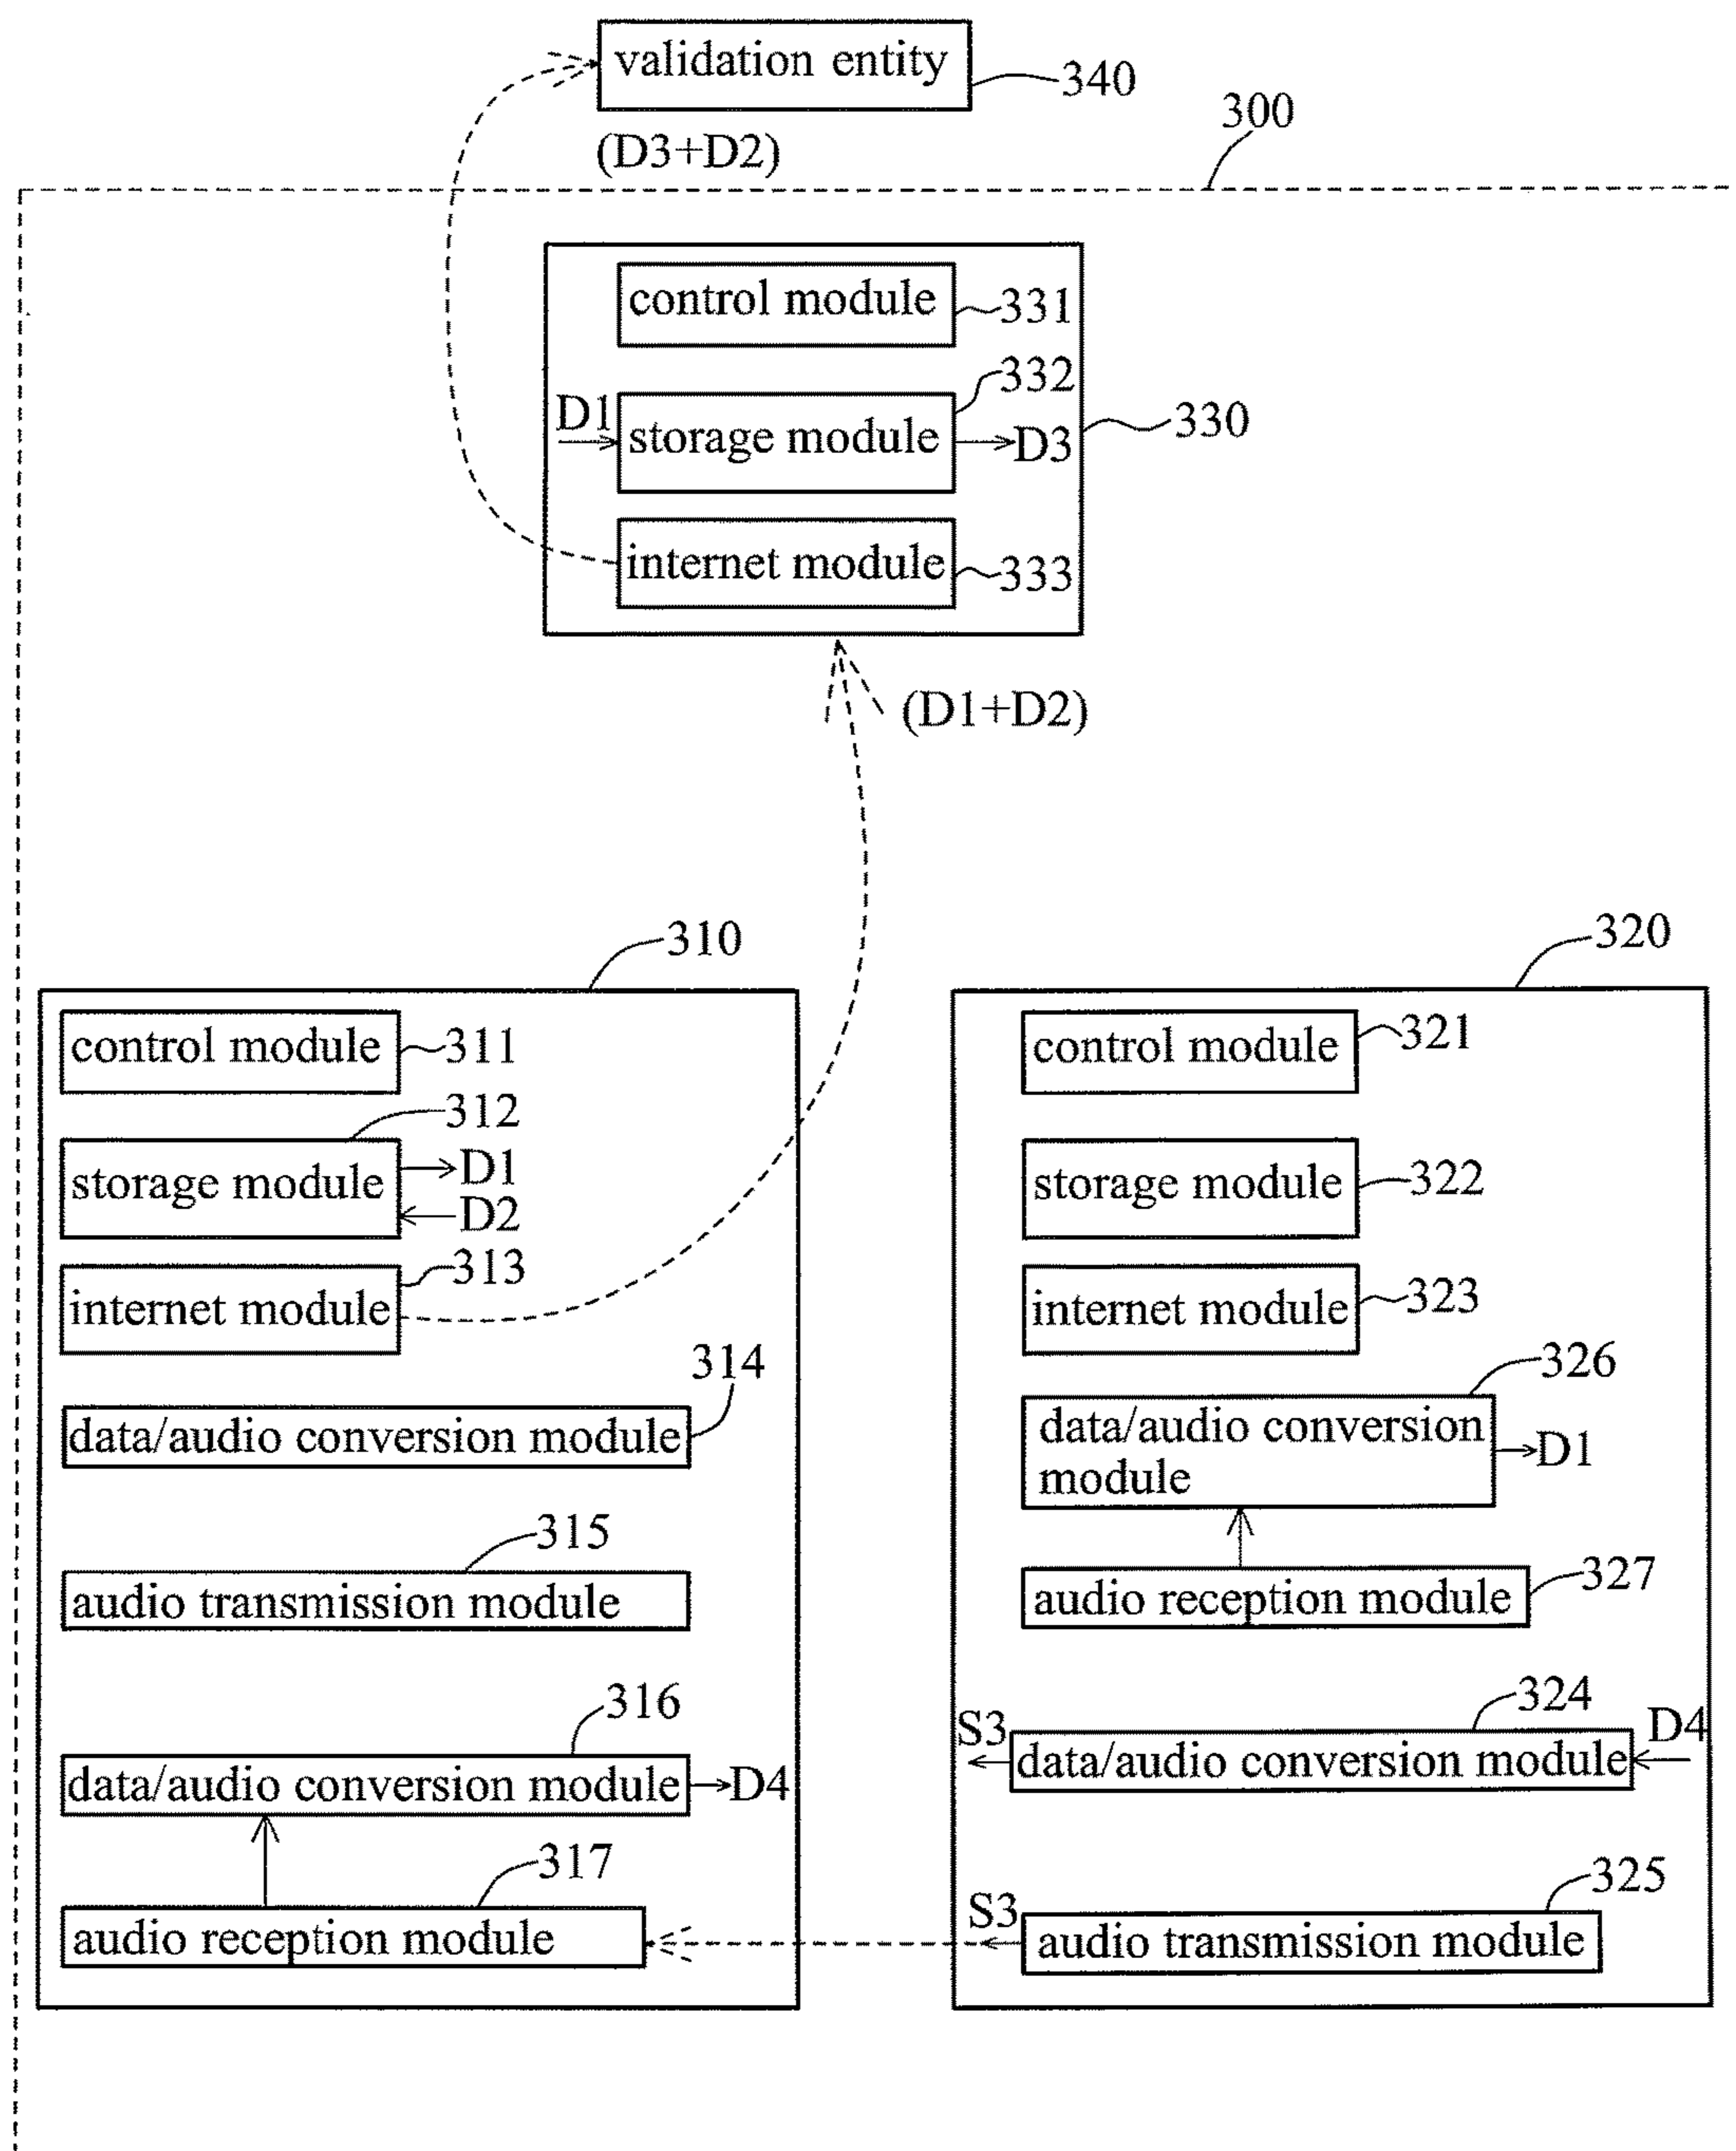 validation entity
340
(D3+D2)
300
control module
331
332
D1
storage module
D3
330
internet module
333
(D1+D2)
310
control module
311
312
storage module
D1
D2
313
internet module
314
data/audio conversion module
315
audio transmission module
316
data/audio conversion module
D4
317
audio reception module
320
control module
321
storage module
322
internet module
323
326
data/audio conversion
module
D1
audio reception module
327
324
S3
D4
data/audio conversion module
325
S3
audio transmission module